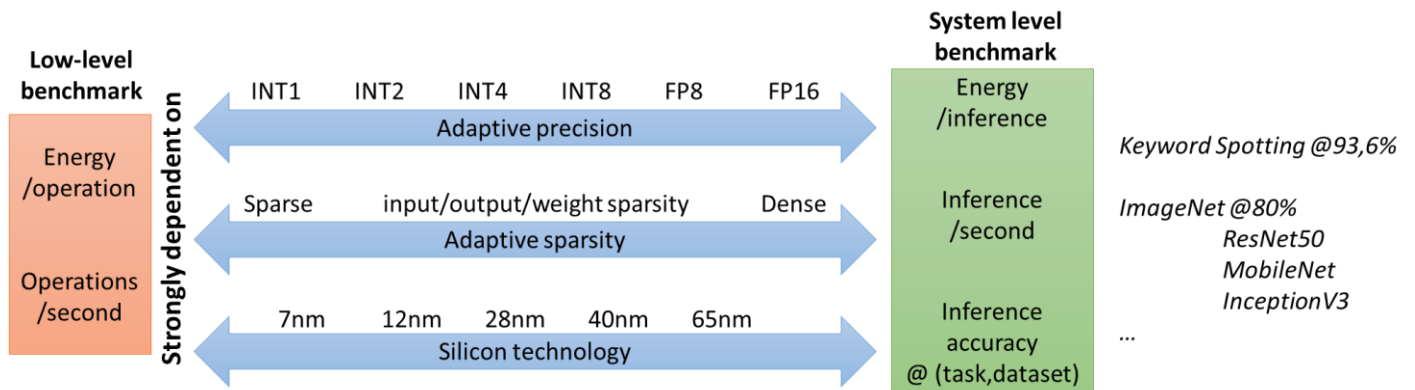 Low-level
benchmark
Energy
/operation
Operations
/second
Strongly dependent on
INT1 INT2 INT4 INT8 FP8 FP16
Adaptive precision
Sparse input/output/weight sparsity Dense
Adaptive sparsity
7nm 12nm 28nm 40nm 65nm
Silicon technology
System level
benchmark
Energy
/inference
Inference
/second
Inference
accuracy
@ (task,dataset)
Keyword Spotting @93,6%
ImageNet @80%
ResNet50
MobileNet
InceptionV3
...